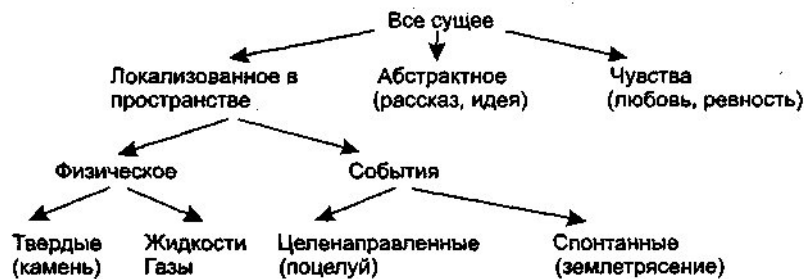 Все сущее
Локализованное в
пространстве
Абстрактное
(рассказ, идея)
Чувства
(любовь, ревность)
Физическое
События
Твердые
(камень)
Жидкости
Газы
Целенаправленные
(поцелуй)
Спонтанные
(землетрясение)